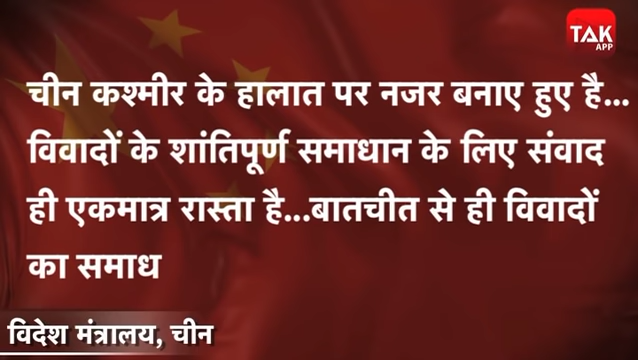 TAK
APP
चीन कश्मीर के हालात पर नजर बनाए हुए है...
विवादों के शांतिपूर्ण समाधान के लिए संवाद
ही एकमात्र रास्ता है...बातचीत से ही विवादों
का समाध
विदेश मंत्रालय, चीन